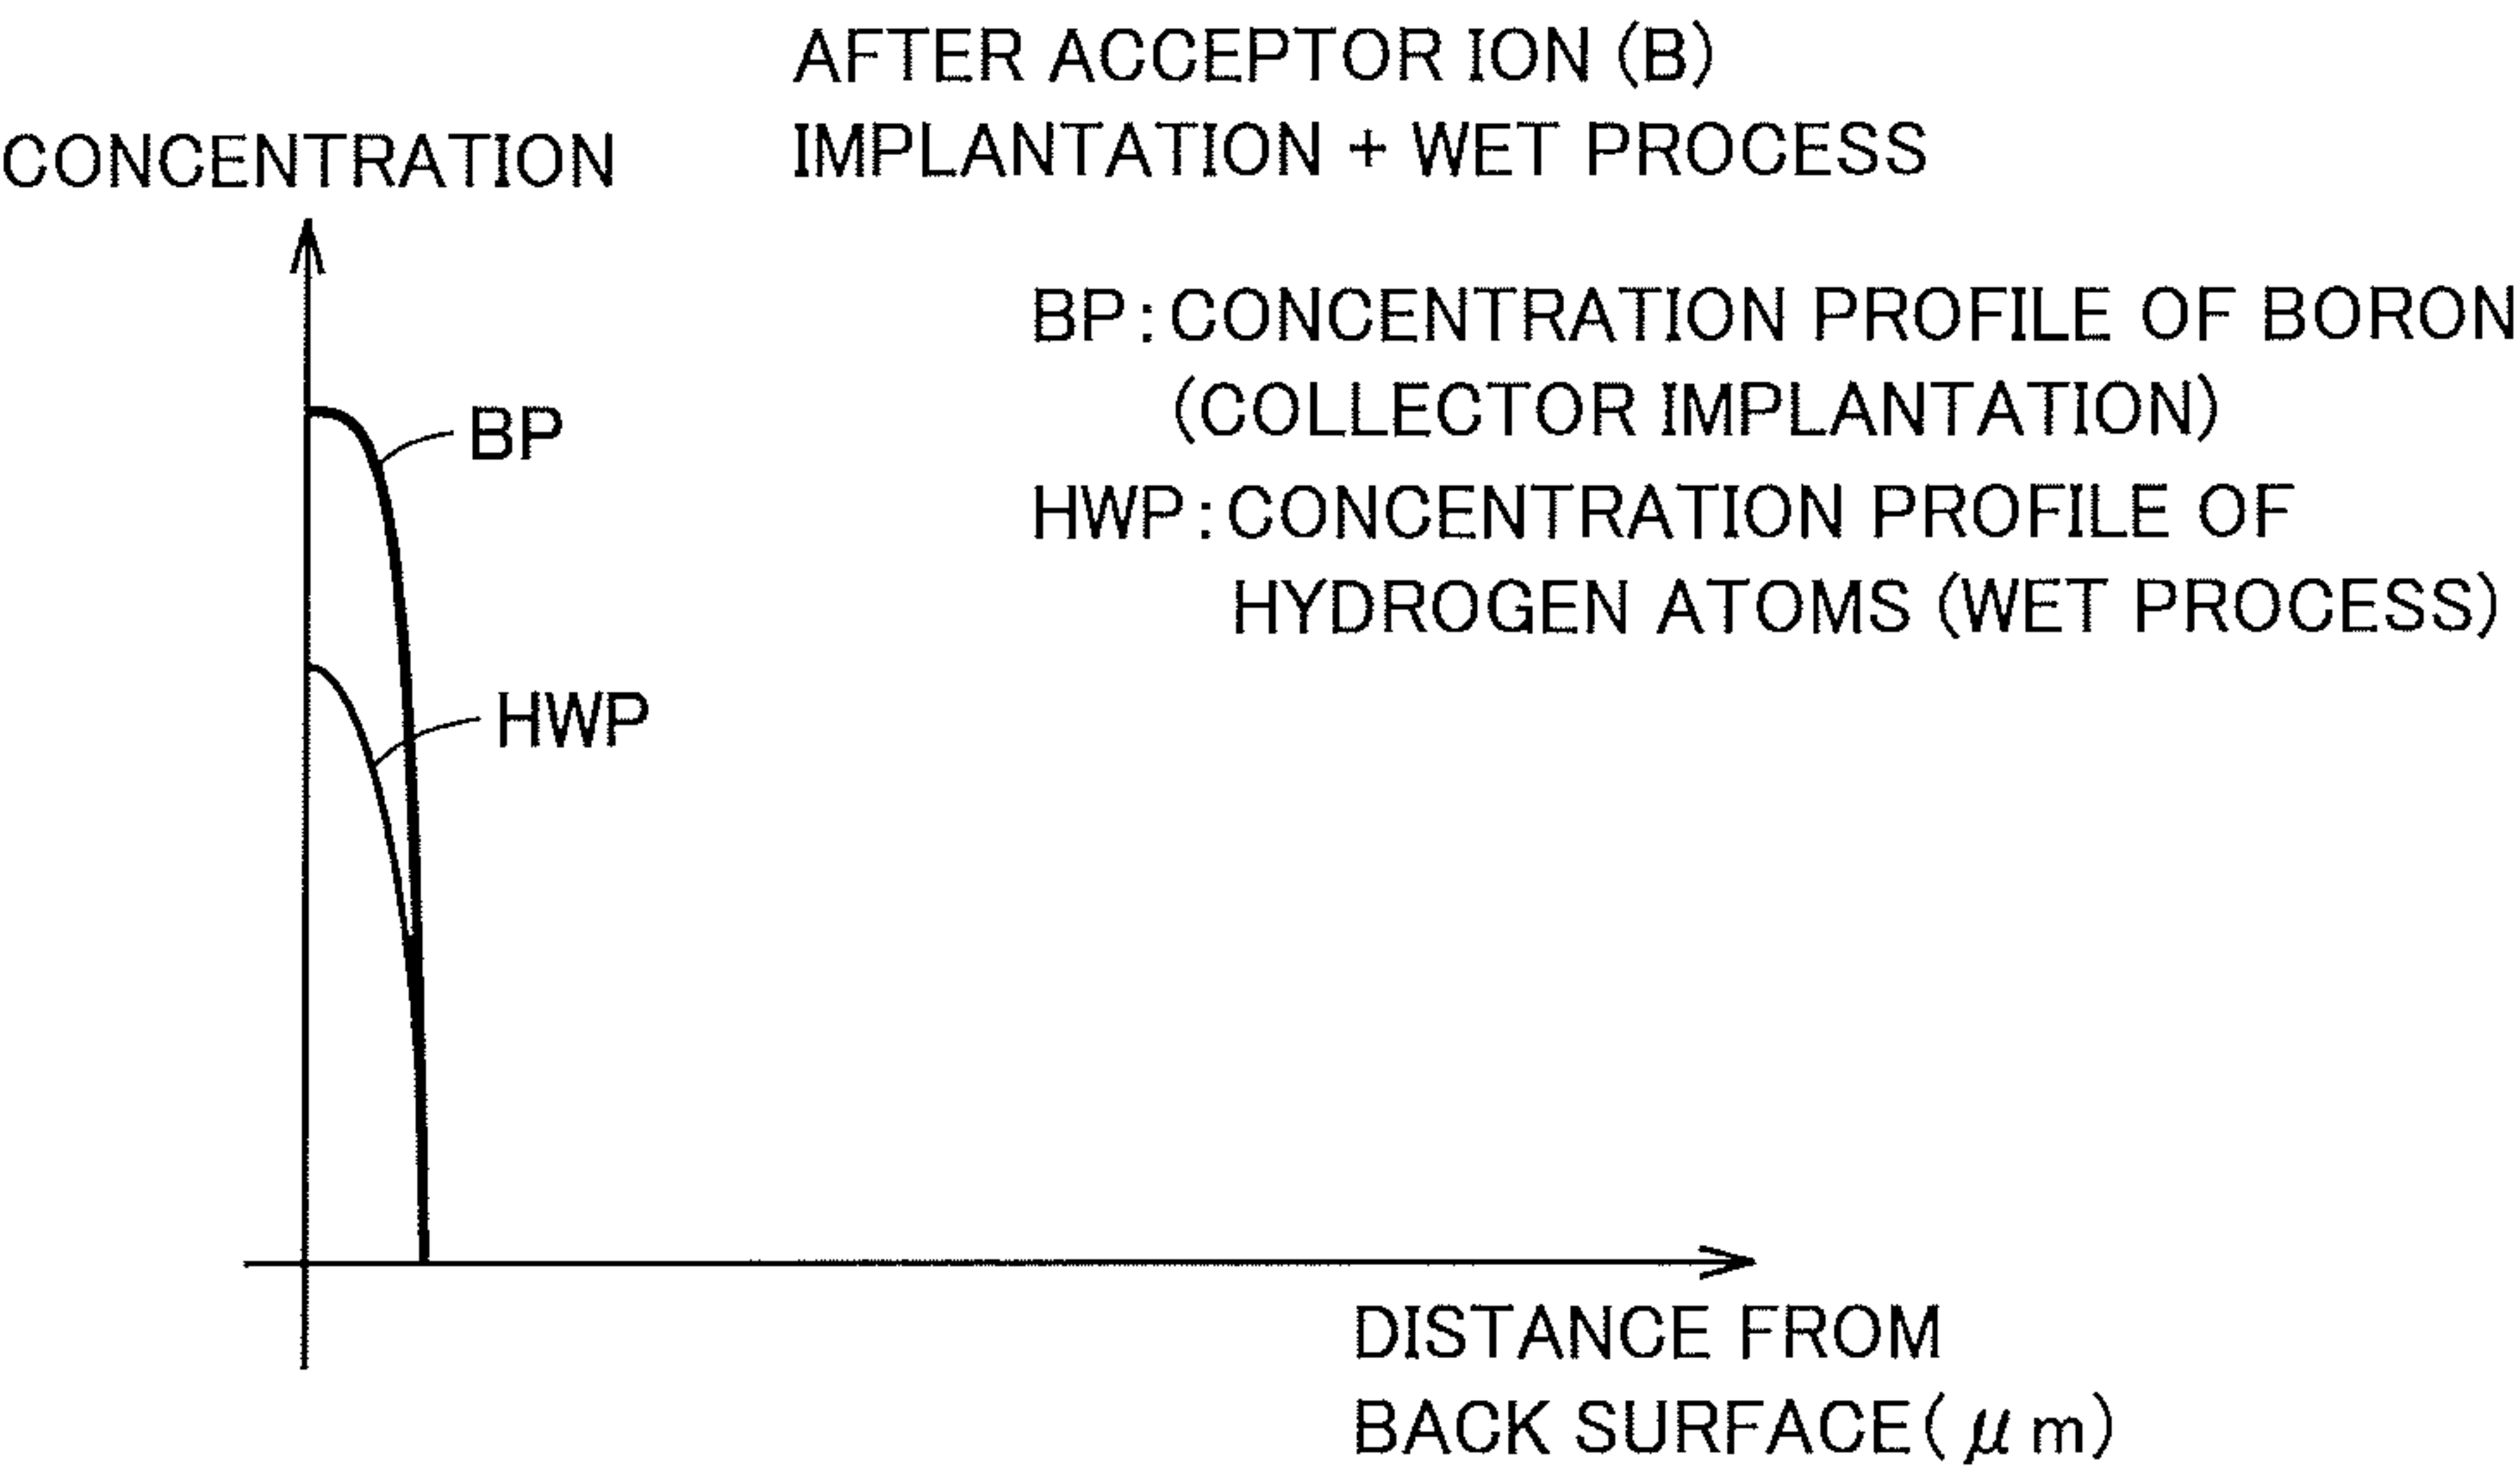 AFTER ACCEPTOR ION (B)
IMPLANTATION + WET PROCESS
CONCENTRATION
BP:CONCENTRATION PROFILE OF BORON
(COLLECTOR IMPLANTATION)
HWP:CONCENTRATION PROFILE OF
HYDROGEN ATOMS (WET PROCESS)
BP
HWP
DISTANCE FROM
BACK SURFACE(μm)